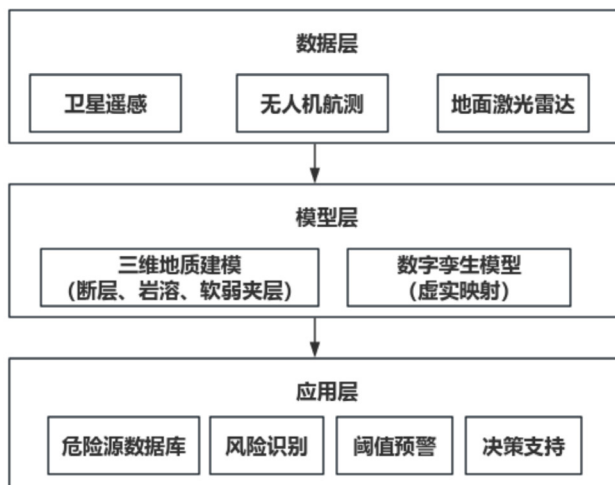 数据层
卫星遥感
无人机航测
地面激光雷达
模型层
三维地质建模
（断层、岩溶、软弱夹层）
数字孪生模型
（虚实映射）
应用层
危险源数据库
风险识别
阈值预警
决策支持